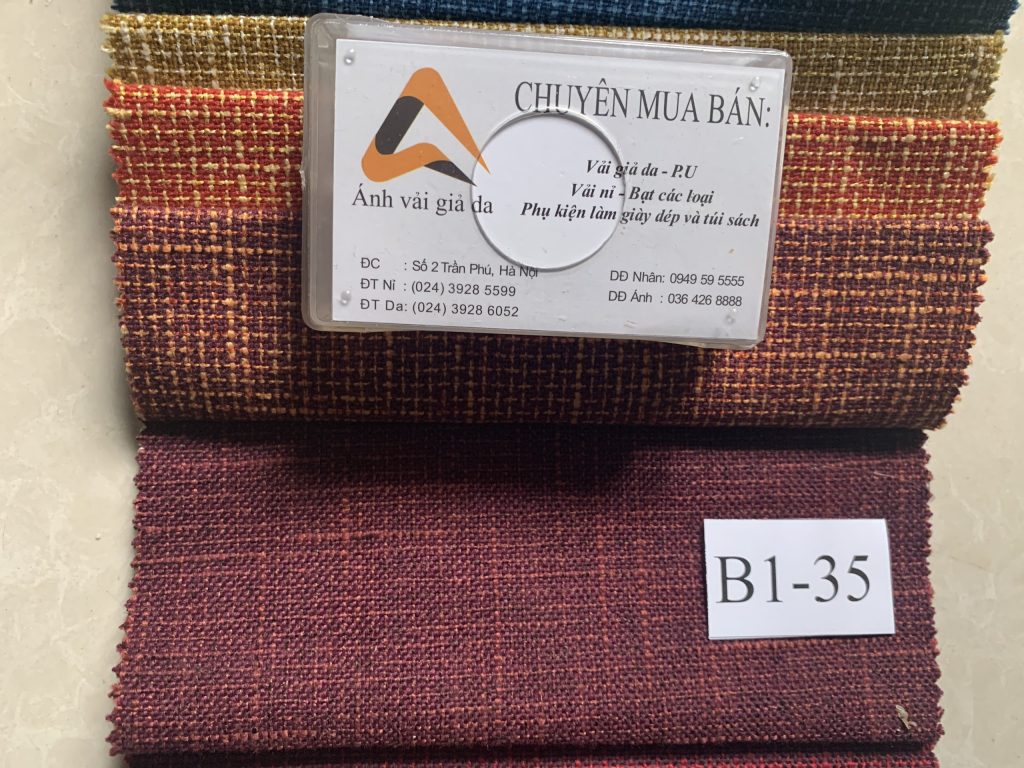 CHUYÊN MUA BÁN:
Vải giả da - P.U
Vải nỉ - Bạt các loại
Phụ kiện làm giày dép và túi sách
Ánh vải giả da
ĐC : Số 2 Trần Phú, Hà Nội
ĐT Nỉ : (024) 3928 5599
ĐT Da: (024) 3928 6052
DĐ Nhân: 0949 59 5555
DĐ Ánh : 036 426 8888
B1-35